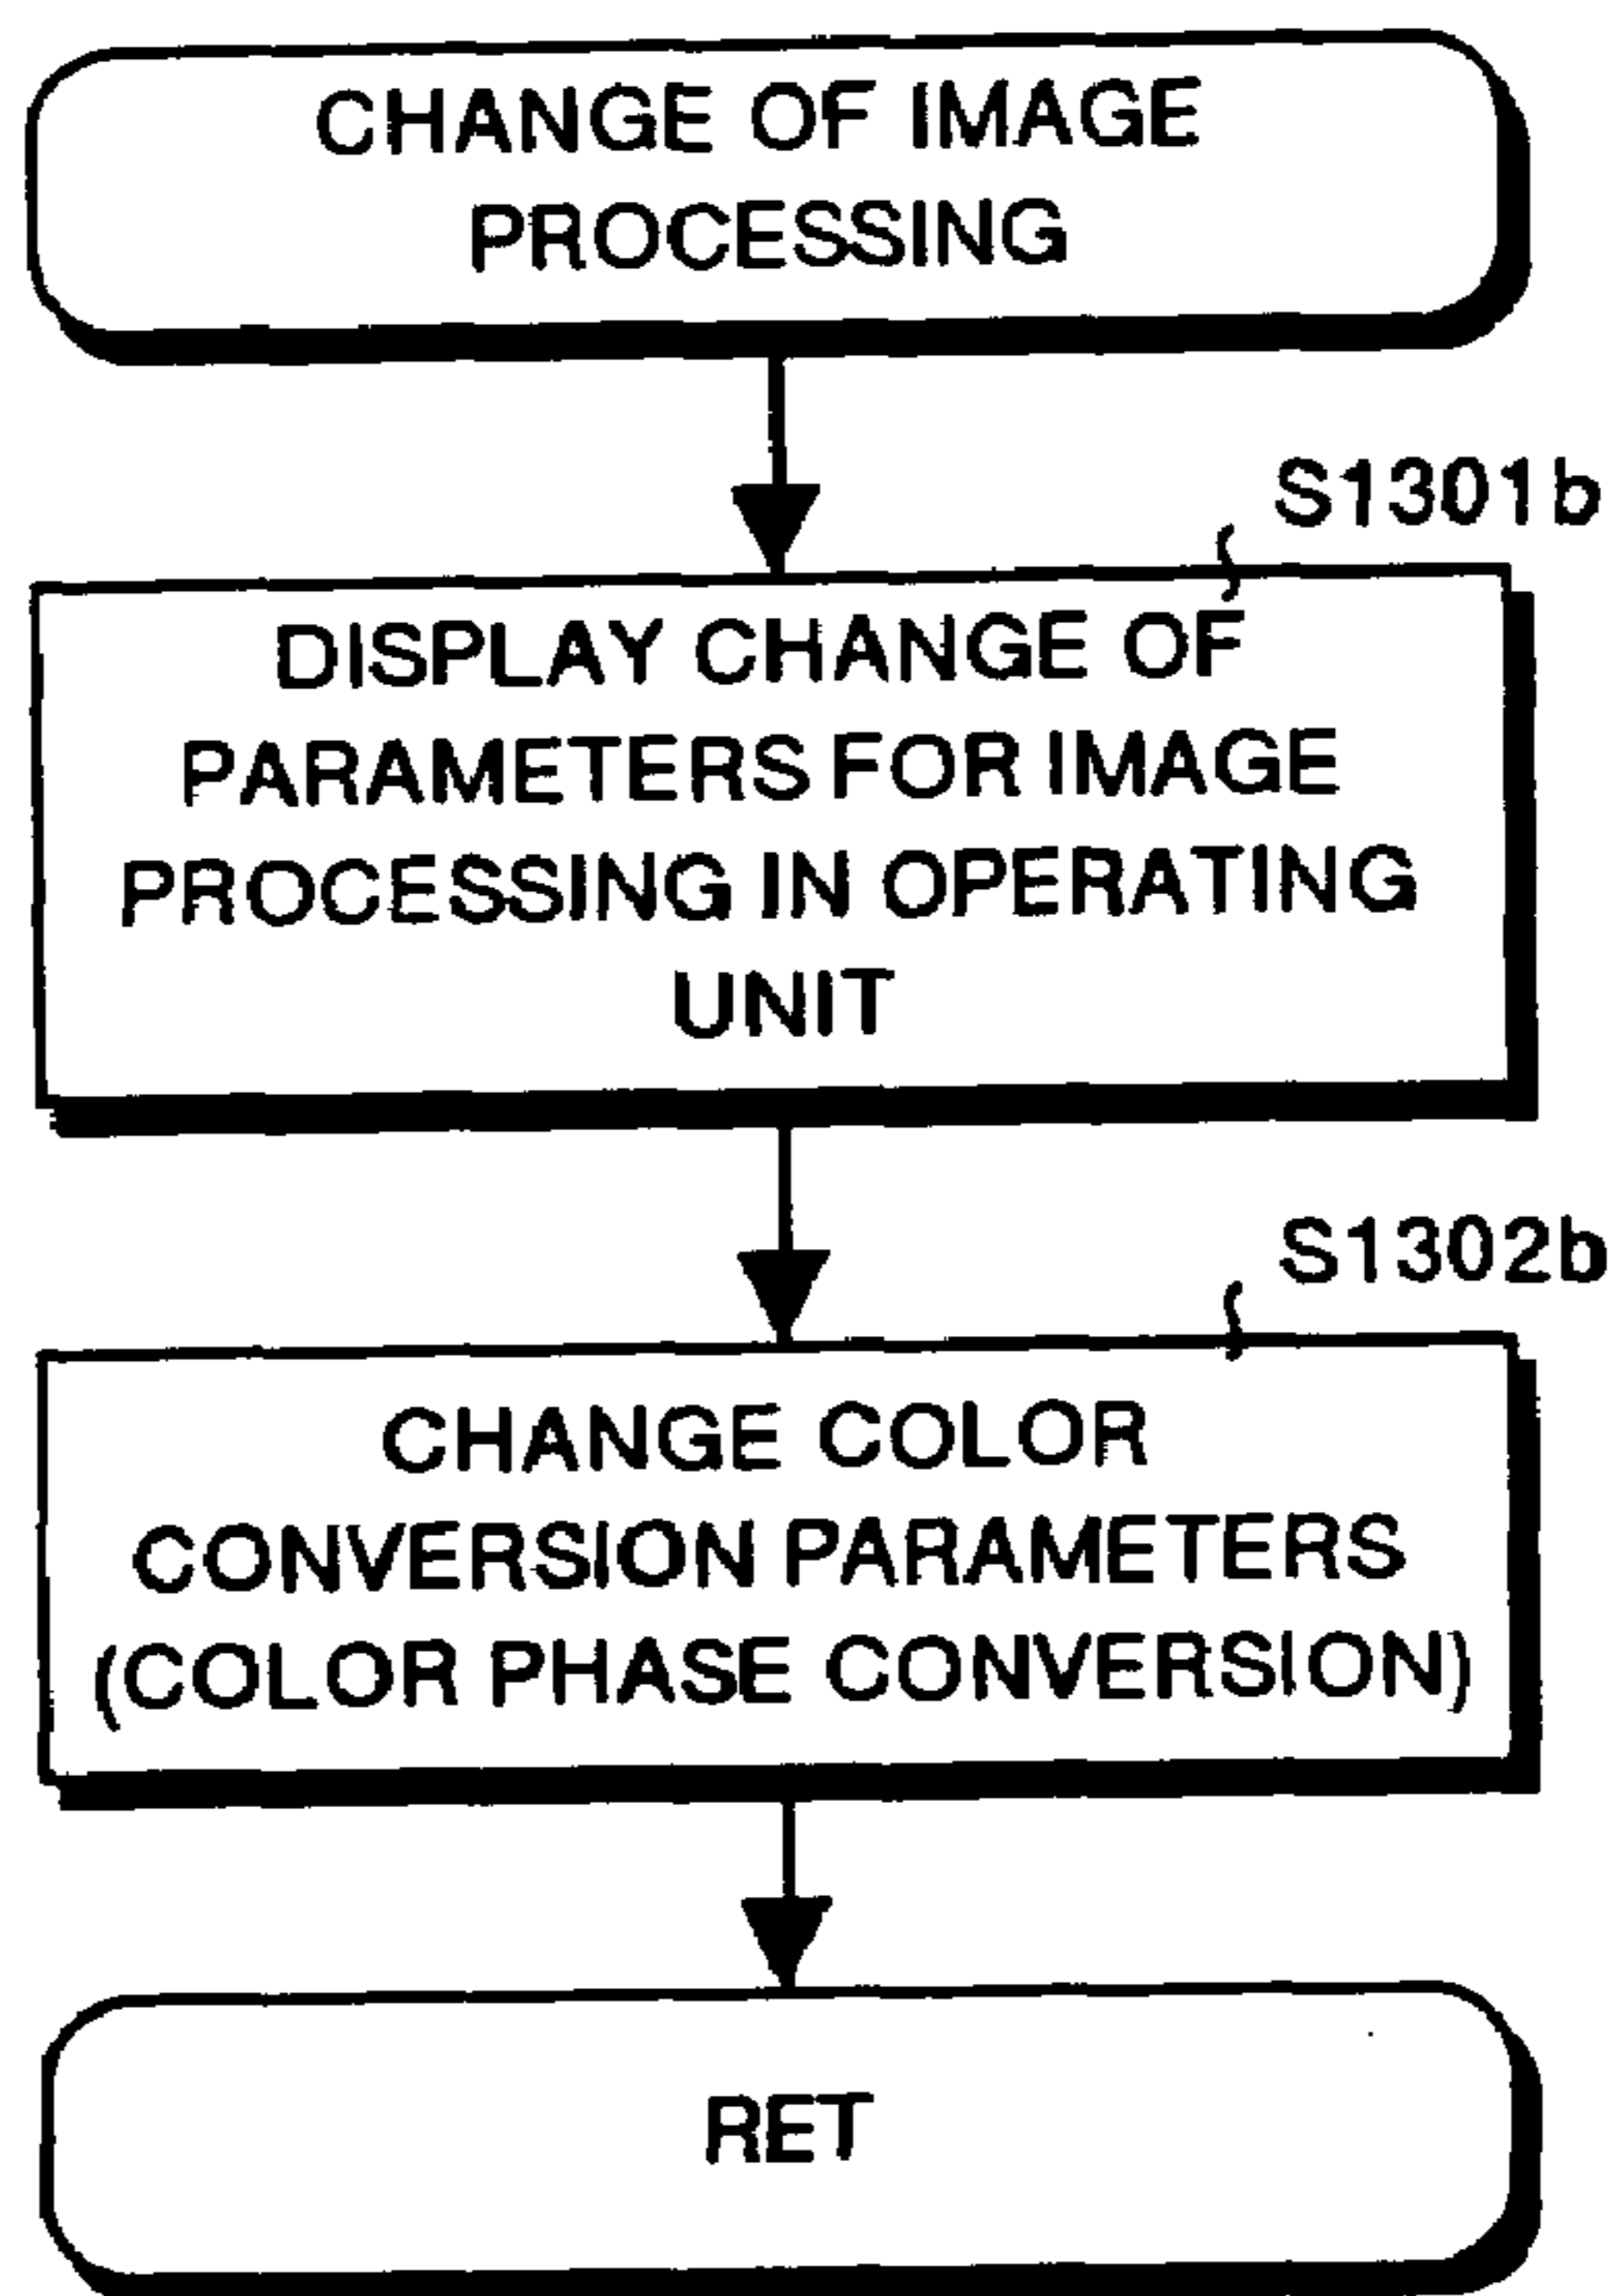 CHANGE OF IMAGE
PROCESSING
S1301b
DISPLAY CHANGE OF
PARAMETERS FOR IMAGE
PROCESSING IN OPERATING
UNIT
S1302b
CHANGE COLOR
CONVERSION PARAMETERS
(COLOR PHASE CONVERSION)
RET